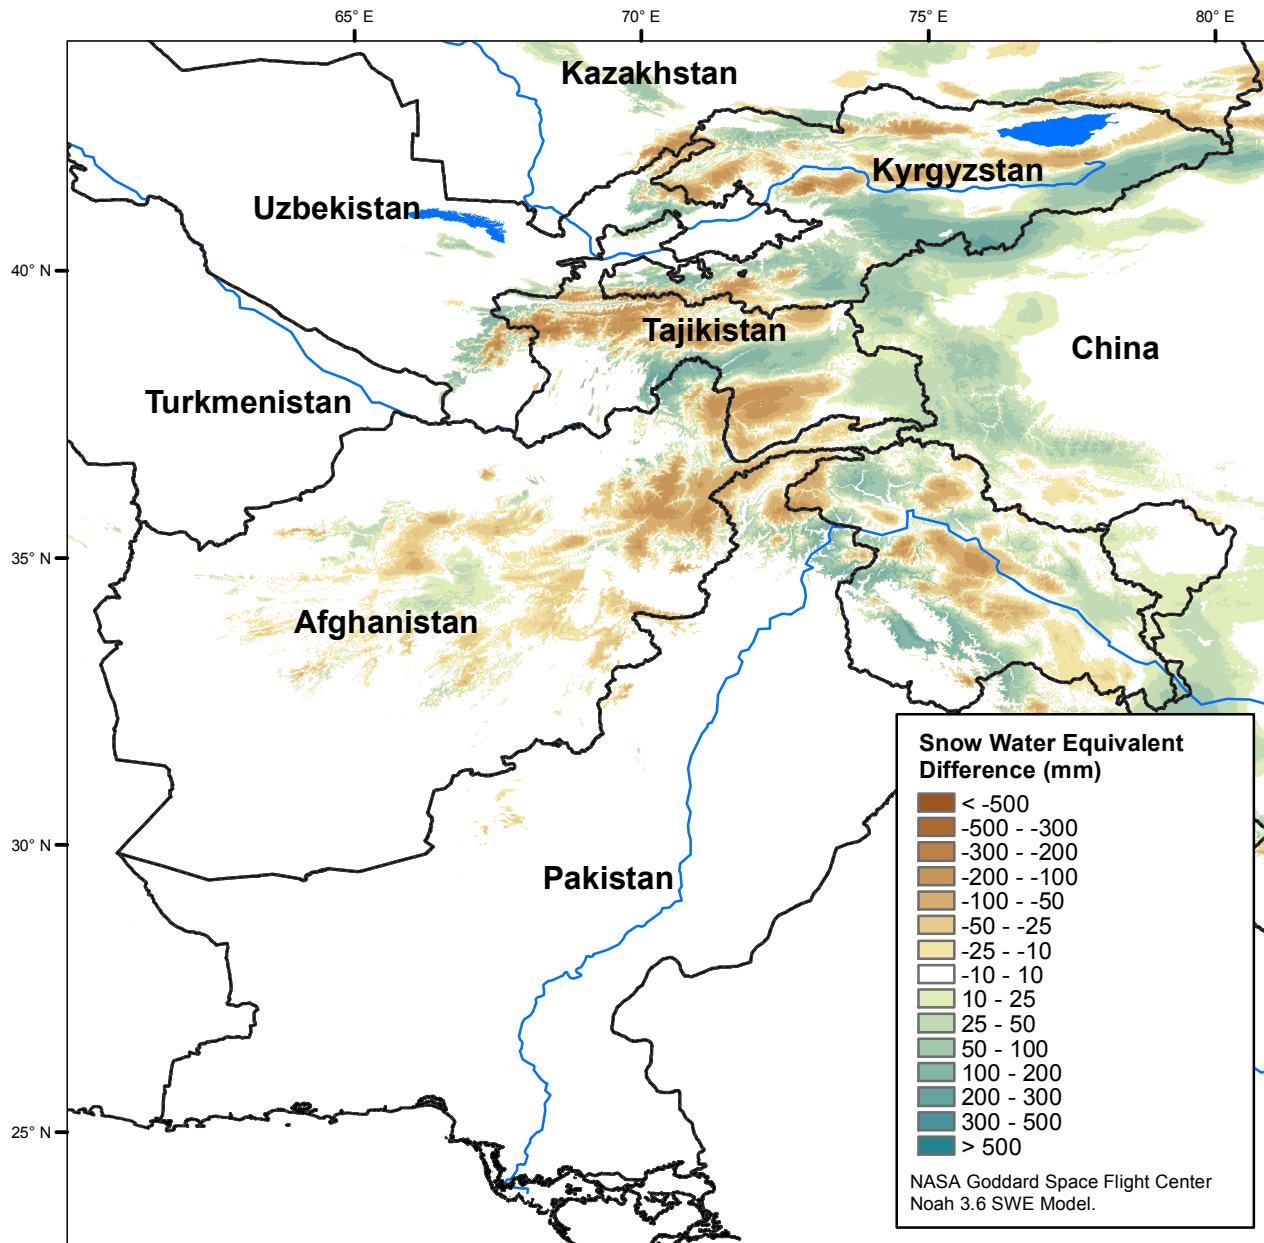 65° E
70° E
75° E
80° E
Kazakhstan
Kyrgyzstan
Uzbekistan
40° N
Tajikistan
China
Turkmenistan
35° N
Afghanistan
30° N
Pakistan
25° N
Snow Water Equivalent
Difference (mm)
< -500
-500 - -300
-300 - -200
-200 - -100
-100 - -50
-50 - -25
-25 - -10
-10 - 10
10 - 25
25 - 50
50 - 100
100 - 200
200 - 300
300 - 500
> 500
NASA Goddard Space Flight Center
Noah 3.6 SWE Model.